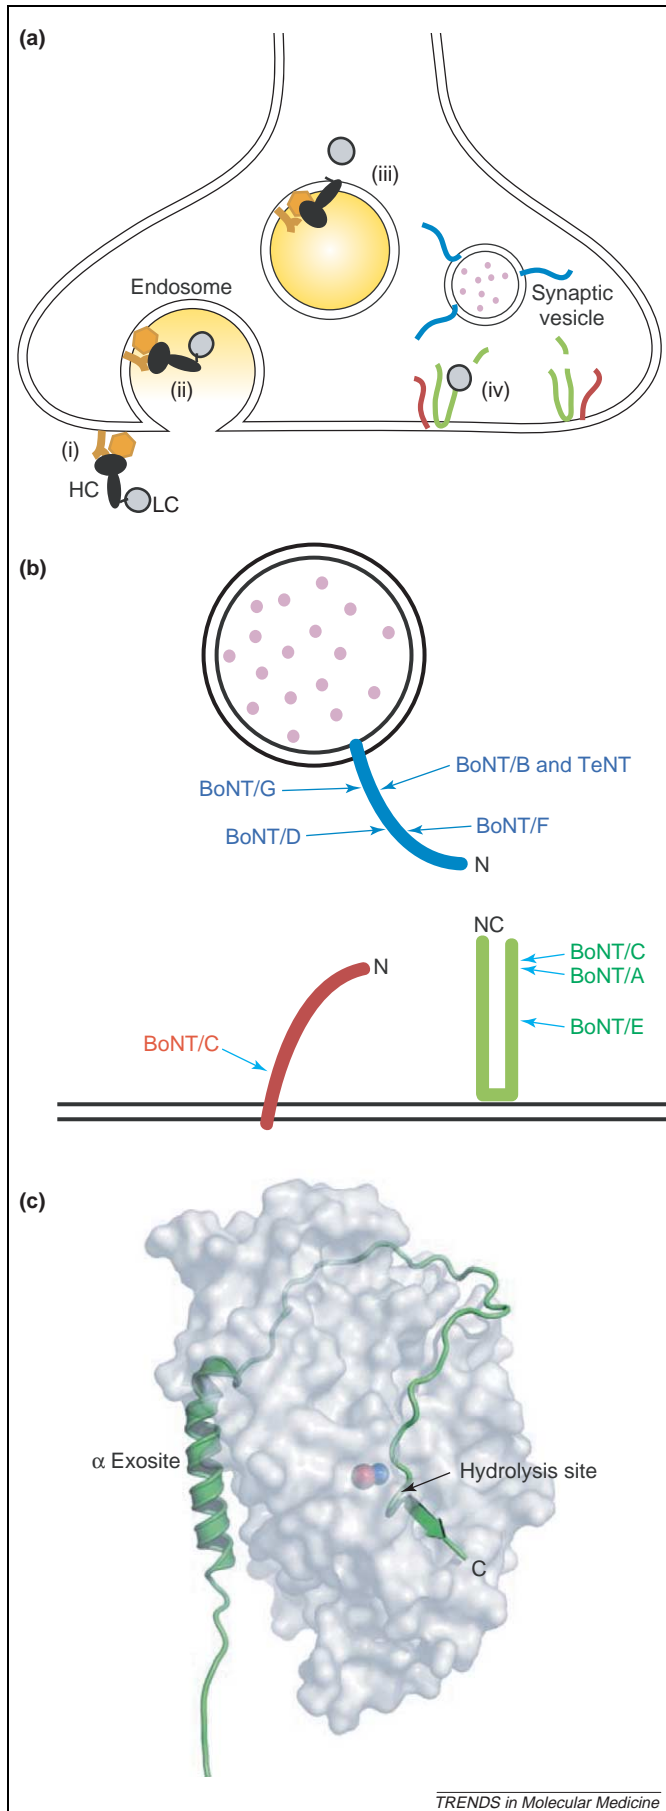 (a)
(iii)
Endosome
Synaptic
vesicle
(ii)
(iv)
(i)
HC
LC
(b)
BoNT/B and TeNT
BoNT/G
BoNT/D
BoNT/F
N
NC
N
BoNT/C
BoNT/A
BoNT/E
BoNT/C
(c)
α Exosite
Hydrolysis site
C
TRENDS in Molecular Medicine